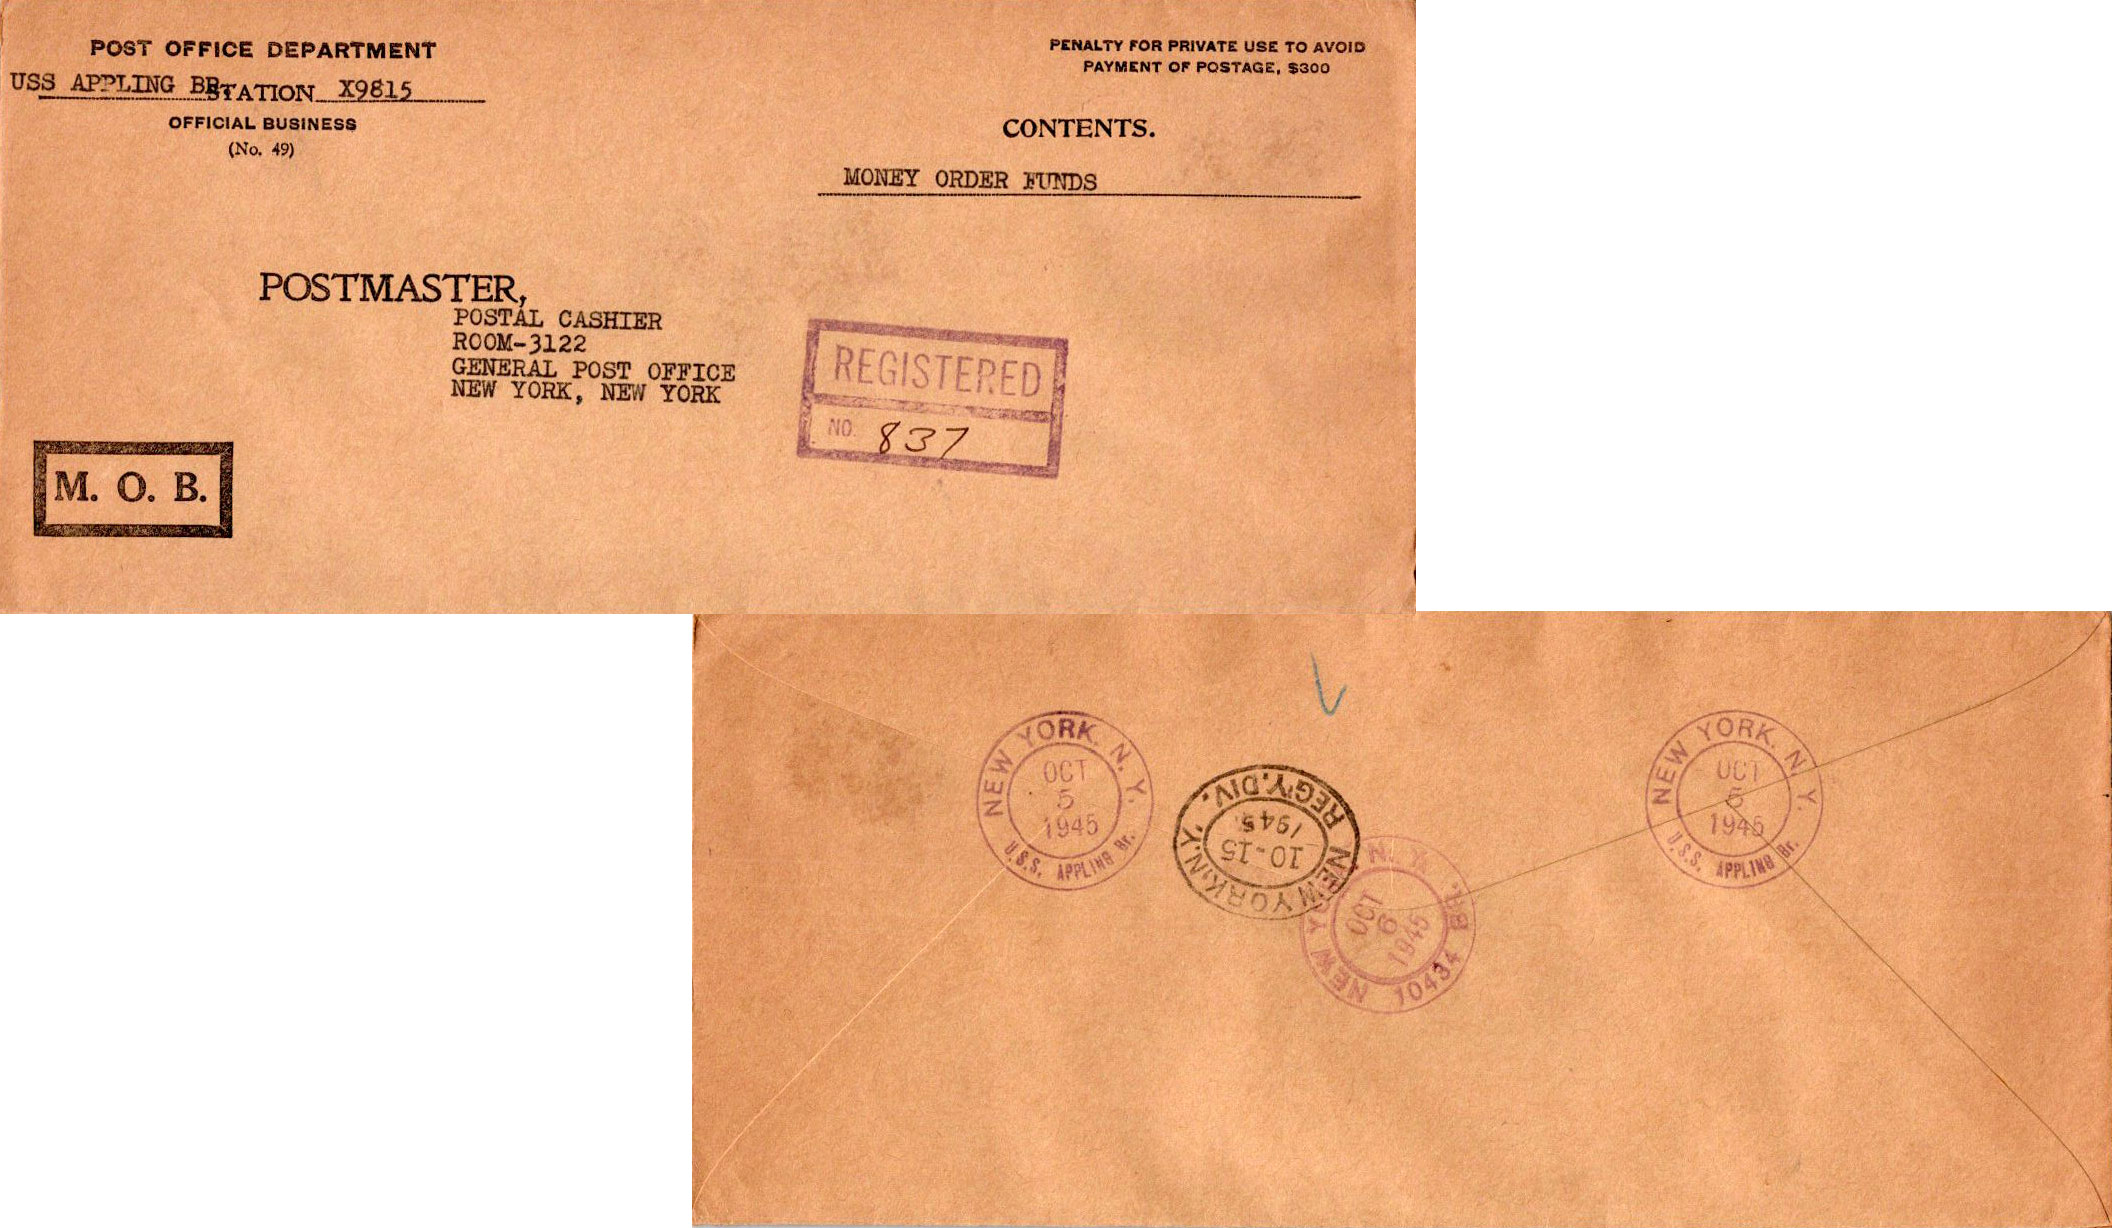 POST OFFICE DEPARTMENT
USS APPLING BR. STATION X9815
OFFICIAL BUSINESS
(No. 49)
PENALTY FOR PRIVATE USE TO AVOID
PAYMENT OF POSTAGE, $300
CONTENTS.
MONEY ORDER FUNDS
POSTMASTER,
POSTAL CASHIER
ROOM-3122
GENERAL POST OFFICE
NEW YORK, NEW YORK
REGISTERED
NO. 837
M. O. B.
NEW YORK, N. Y.
OCT
5
1945
U.S.S. APPLING Br.
NEW YORK, N.Y.
10-15
1945
REG'Y. DIV.
NEW YORK, N. Y.
OCT
6
1945
10434 BR.
NEW YORK, N. Y.
OCT
5
1945
U.S.S. APPLING Br.